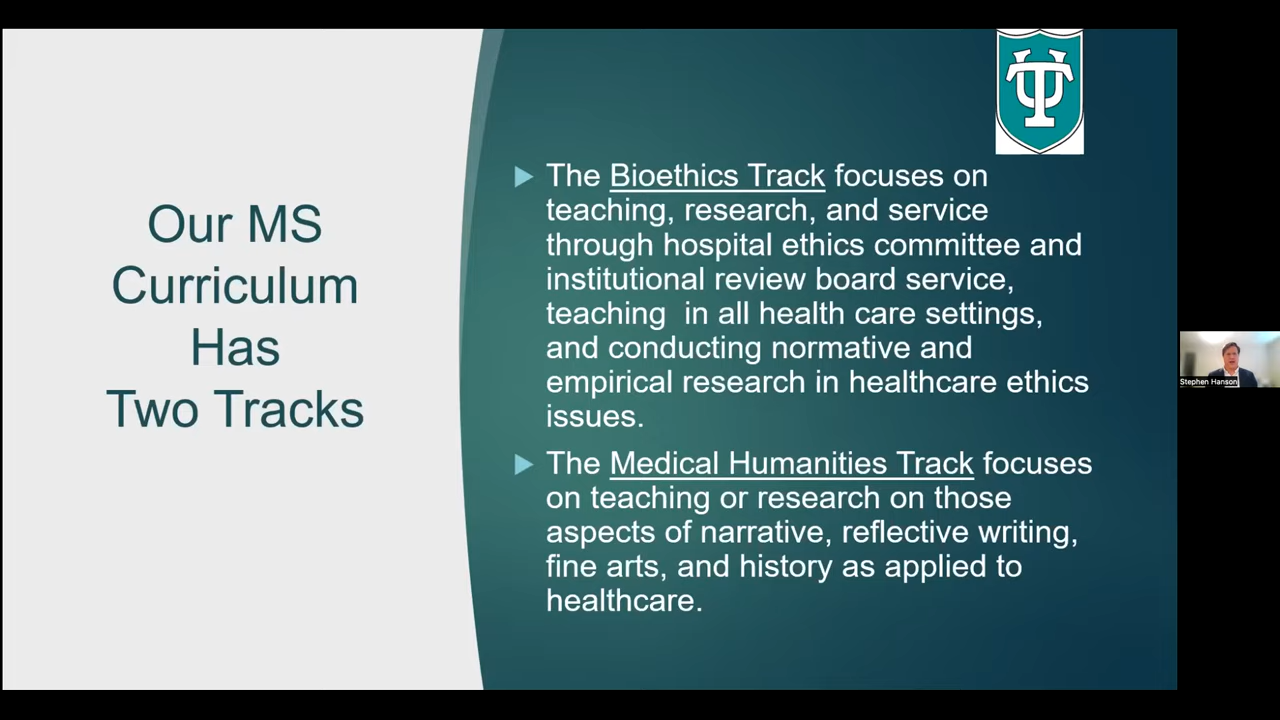 Our MS
Curriculum
Has
Two Tracks
The Bioethics Track focuses on
teaching, research, and service
through hospital ethics committee and
institutional review board service,
teaching  in all health care settings,
and conducting normative and
empirical research in healthcare ethics
issues.
The Medical Humanities Track focuses
on teaching or research on those
aspects of narrative, reflective writing,
fine arts, and history as applied to
healthcare.
Stephen Hanson